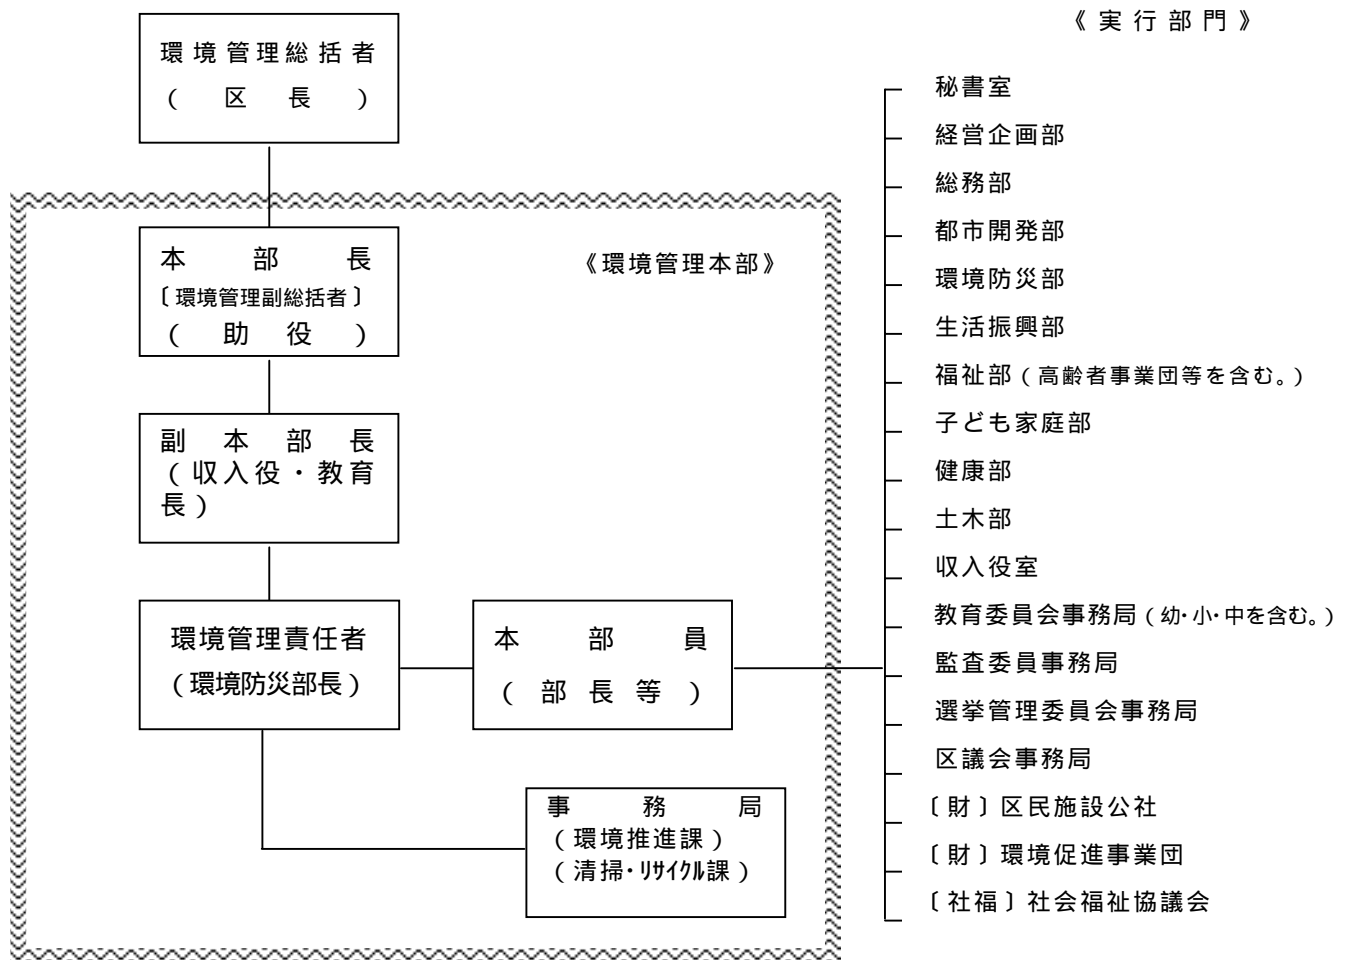 環境管理総括者
(区長)
《環境管理本部》
本部長
〔環境管理副総括者〕
(助役)
副本部長
(収入役・教育
長)
環境管理責任者
(環境防災部長)
本部員
(部長等)
事務局
(環境推進課)
(清掃・ﾘｻｲｸﾙ課)
《実行部門》
秘書室
経営企画部
総務部
都市開発部
環境防災部
生活振興部
福祉部(高齢者事業団等を含む。)
子ども家庭部
健康部
土木部
収入役室
教育委員会事務局(幼・小・中を含む。)
監査委員事務局
選挙管理委員会事務局
区議会事務局
〔財〕区民施設公社
〔財〕環境促進事業団
〔社福〕社会福祉協議会